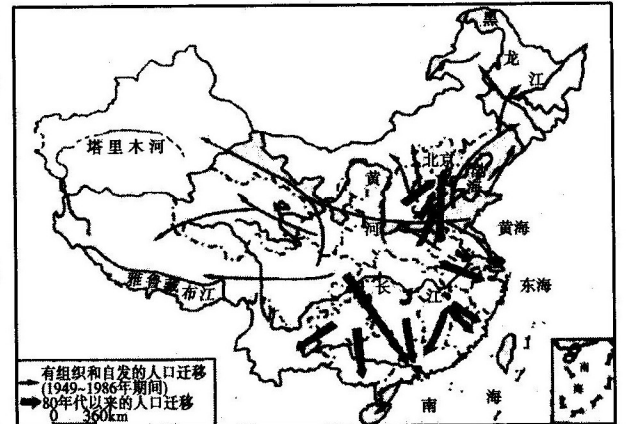 黑
龙
江
塔里木河
北京
渤
海
黄
河
黄海
雅鲁藏布江
长
江
东海
南
海
南
海
有组织和自发的人口迁移
(1949~1986年期间)
80年代以来的人口迁移
0 360km